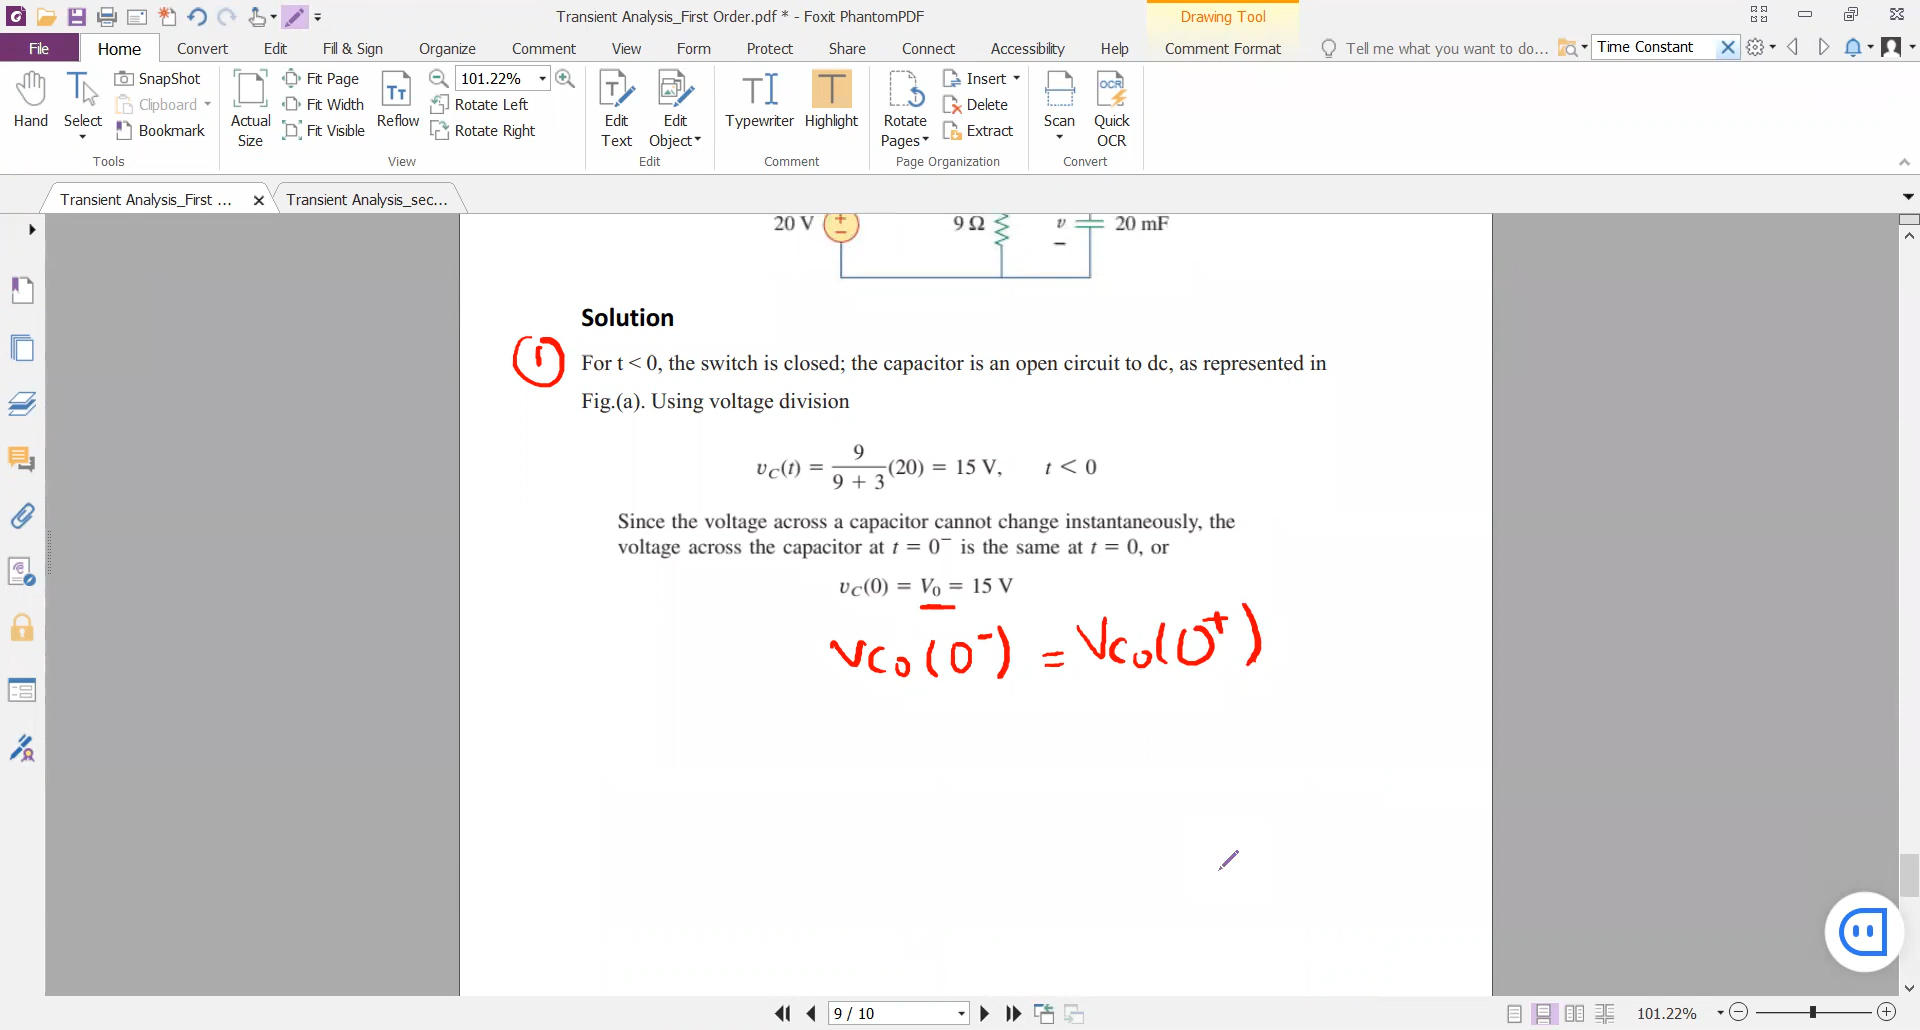 Transient Analysis_First Order.pdf * - Foxit PhantomPDF
Drawing Tool
File Home Convert Edit Fill & Sign Organize Comment View Form Protect Share Connect Accessibility Help Comment Format Tell me what you want to do... Time Constant
Hand
Select
SnapShot
Clipboard
Bookmark
Tools
Actual Size
Fit Page
Fit Width
Fit Visible
Reflow
101.22%
Rotate Left
Rotate Right
View
Edit Text
Edit Object
Edit
Typewriter
Highlight
Comment
Rotate Pages
Insert
Delete
Extract
Page Organization
Scan
Quick OCR
Convert
Transient Analysis_First ...
Transient Analysis_sec...
20 V + − 9 Ω v − 20 mF
Solution
① For t < 0, the switch is closed; the capacitor is an open circuit to dc, as represented in
Fig.(a). Using voltage division
v_C(t) = 9/(9 + 3) (20) = 15 V, t < 0
Since the voltage across a capacitor cannot change instantaneously, the
voltage across the capacitor at t = 0⁻ is the same at t = 0, or
v_C(0) = V₀ = 15 V
Vco(0⁻) = Vco(0⁺)
9 / 10
101.22%